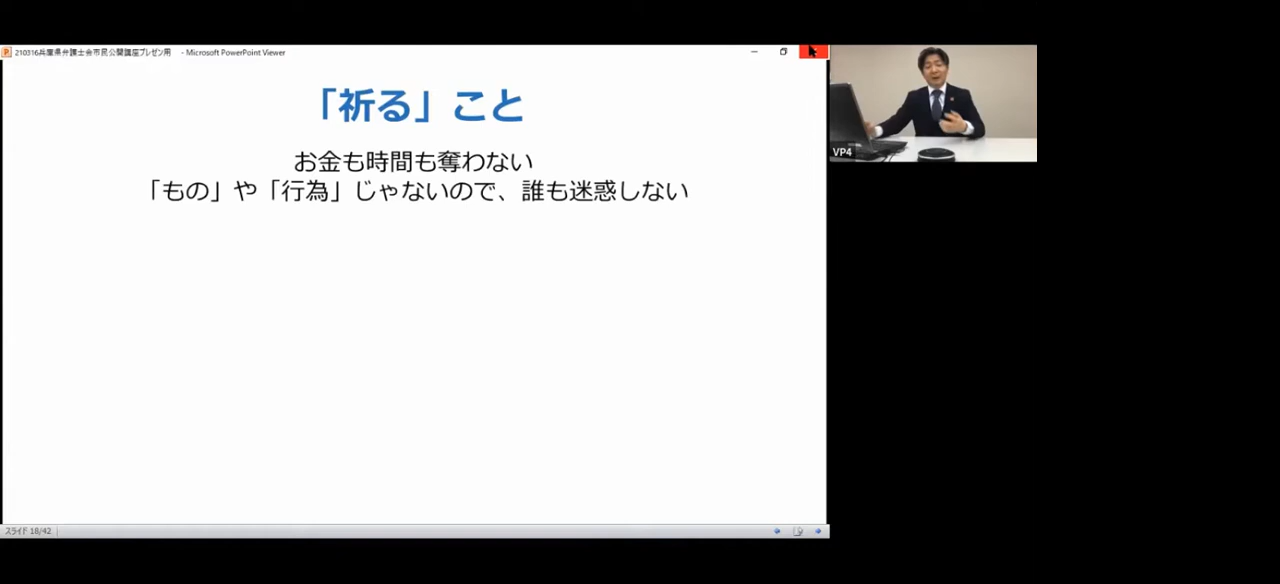 210316兵庫県弁護士会市民公開講座プレゼン用 - Microsoft PowerPoint Viewer
「祈る」こと
お金も時間も奪わない
「もの」や「行為」じゃないので、誰も迷惑しない
VP4
スライド 18/42